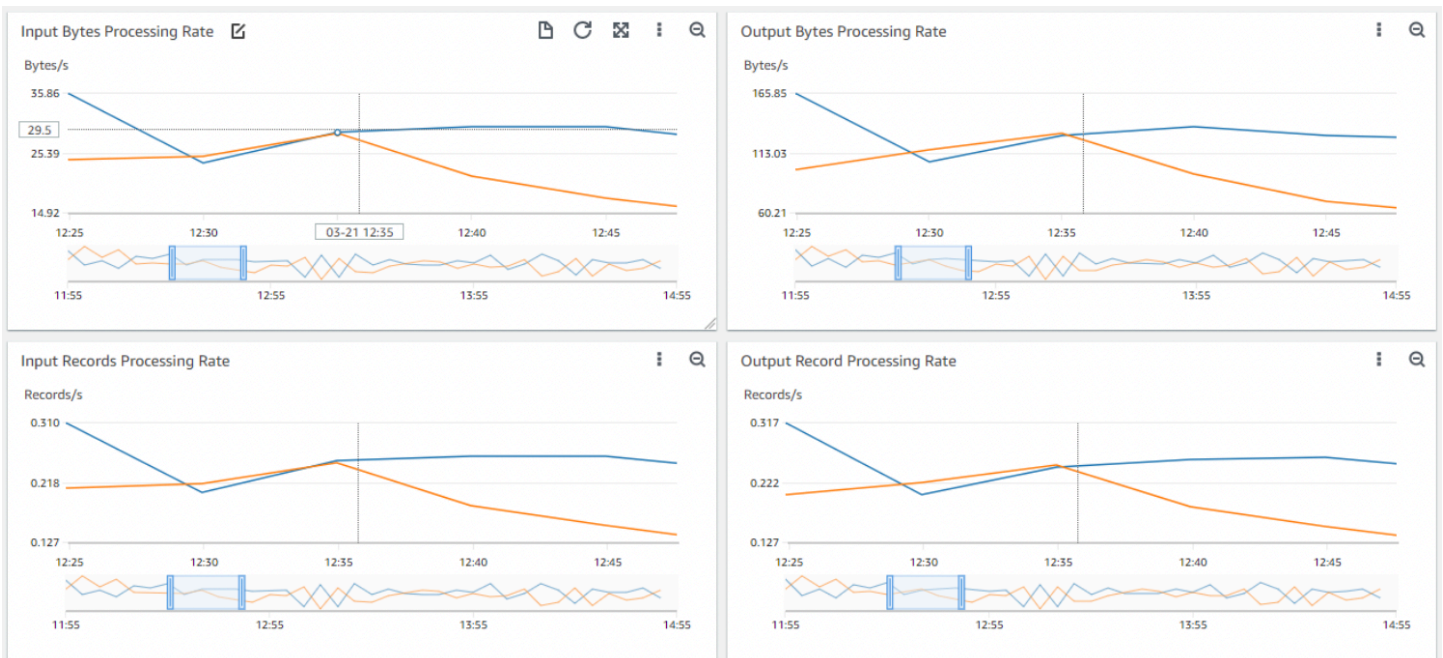 Input Bytes Processing Rate
Bytes/s
35.86
29.5
25.39
14.92
12:25 12:30 03-21 12:35 12:40 12:45
11:55 12:55 13:55 14:55
Output Bytes Processing Rate
Bytes/s
165.85
113.03
60.21
12:25 12:30 12:35 12:40 12:45
11:55 12:55 13:55 14:55
Input Records Processing Rate
Records/s
0.310
0.218
0.127
12:25 12:30 12:35 12:40 12:45
11:55 12:55 13:55 14:55
Output Record Processing Rate
Records/s
0.317
0.222
0.127
12:25 12:30 12:35 12:40 12:45
11:55 12:55 13:55 14:55